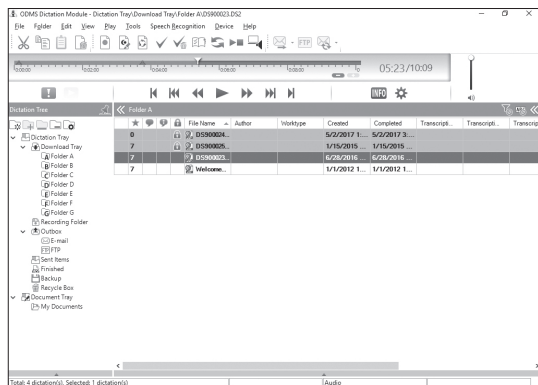 ODMS Dictation Module - Dictation Tray\Download Tray\Folder A\DS900023.DS2
File Folder Edit View Play Tools Speech Recognition Device Help
FTP
0:00:00 0:02:00 0:04:00 0:06:00 0:08:00
05:23/10:09
INFO
Dictation Tree
Folder A
File Name Author Worktype Created Completed Transcripti... Transcripti... Transcrip
0 DS900024... 5/2/2017 1:... 5/2/2017 3:...
7 DS900025... 1/15/2015 ... 1/15/2015 ...
7 DS900023... 6/28/2016 ... 6/28/2016 ...
7 Welcome... 1/1/2012 1... 1/1/2012 1...
Dictation Tray
Download Tray
A Folder A
B Folder B
C Folder C
D Folder D
E Folder E
F Folder F
G Folder G
Recording Folder
Outbox
E-mail
FTP FTP
Sent Items
Finished
Backup
Recycle Box
Document Tray
My Documents
Total: 4 dictation(s), Selected: 1 dictation(s) Audio